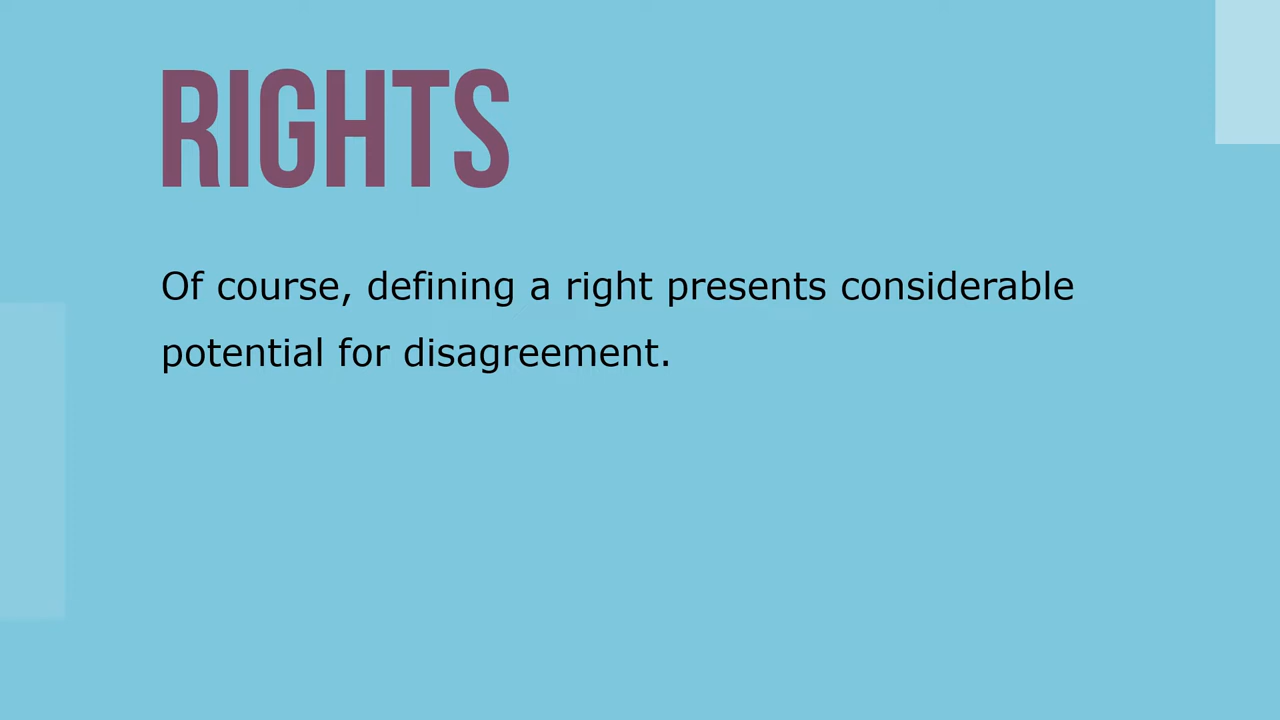 RIGHTS
Of course, defining a right presents considerable
potential for disagreement.